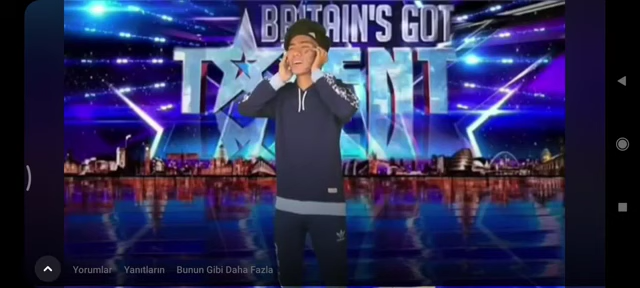 BRITAIN'S GOT
TALENT
Yorumlar Yanıtların Bunun Gibi Daha Fazla